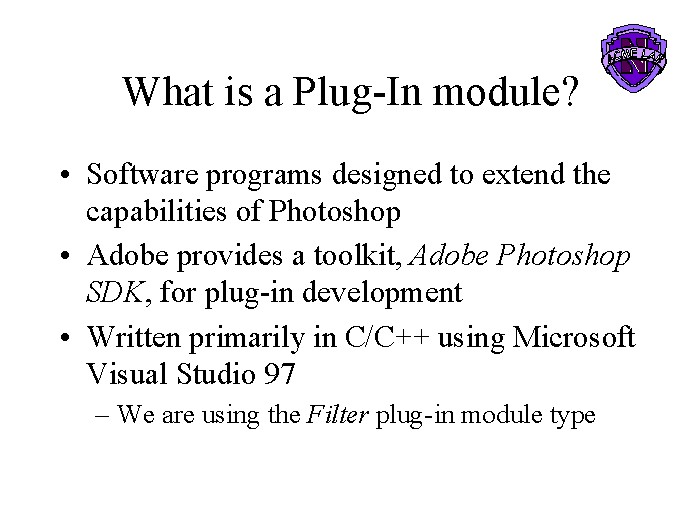 What is a Plug-In module?
• Software programs designed to extend the
capabilities of Photoshop
• Adobe provides a toolkit, Adobe Photoshop
SDK, for plug-in development
• Written primarily in C/C++ using Microsoft
Visual Studio 97
– We are using the Filter plug-in module type